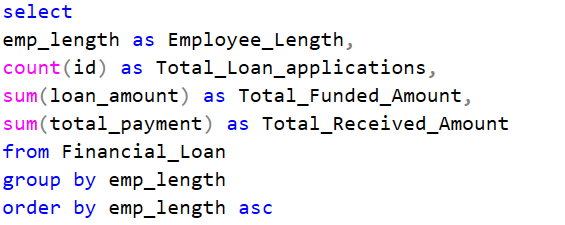 select
emp_length as Employee_Length,
count(id) as Total_Loan_applications,
sum(loan_amount) as Total_Funded_Amount,
sum(total_payment) as Total_Received_Amount
from Financial_Loan
group by emp_length
order by emp_length asc